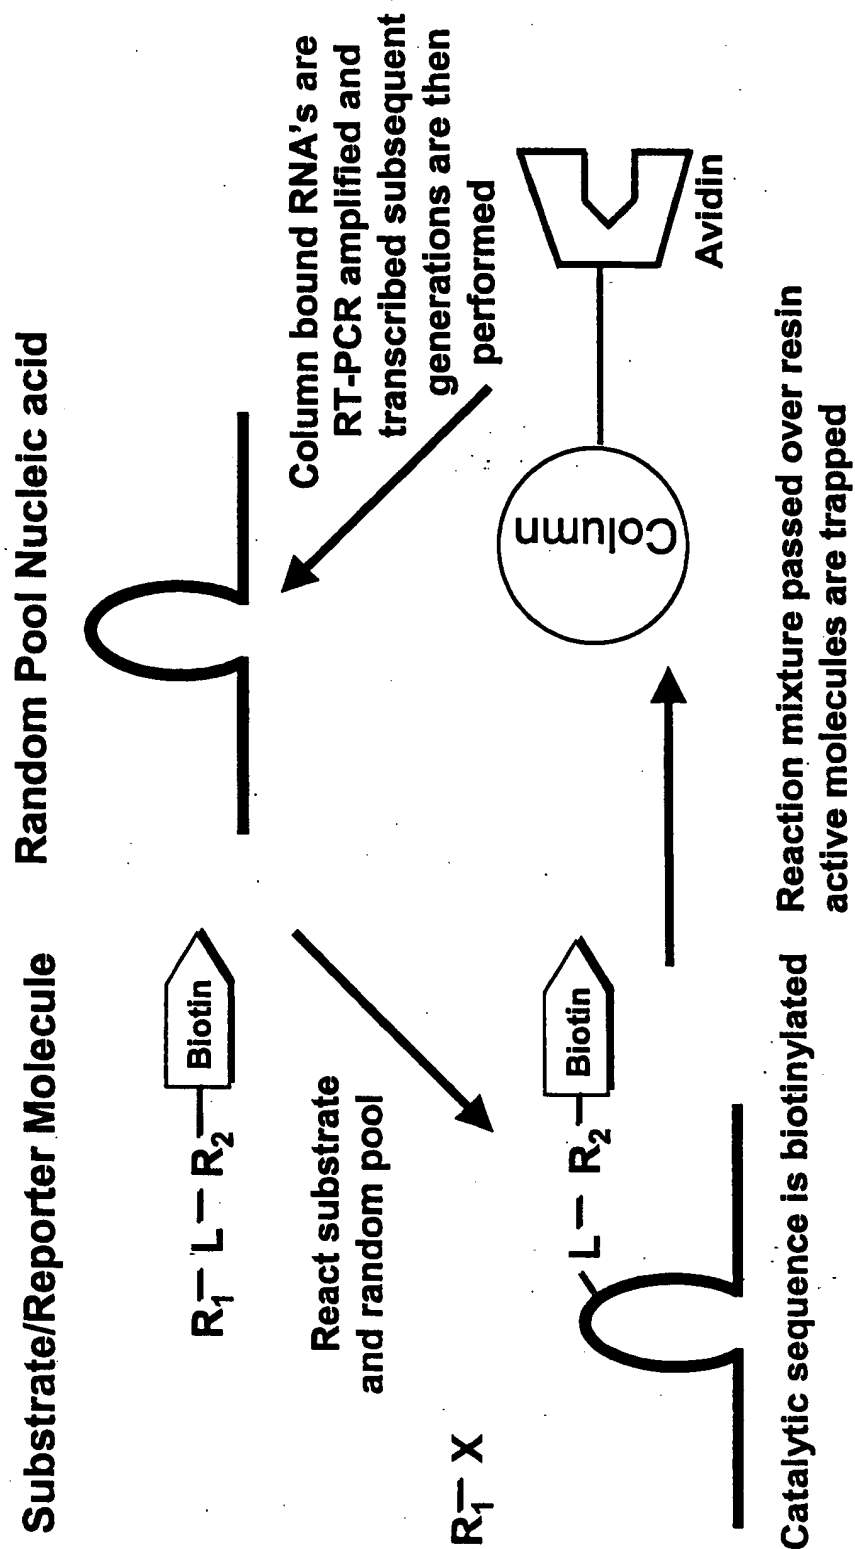 Substrate/Reporter Molecule
Random Pool Nucleic acid
R₁— L— R₂—
Biotin
React substrate
and random pool
Column bound RNA's are
RT-PCR amplified and
transcribed subsequent
generations are then
performed
R₁— X
L— R₂—
Biotin
Column
Avidin
Catalytic sequence is biotinylated
Reaction mixture passed over resin
active molecules are trapped